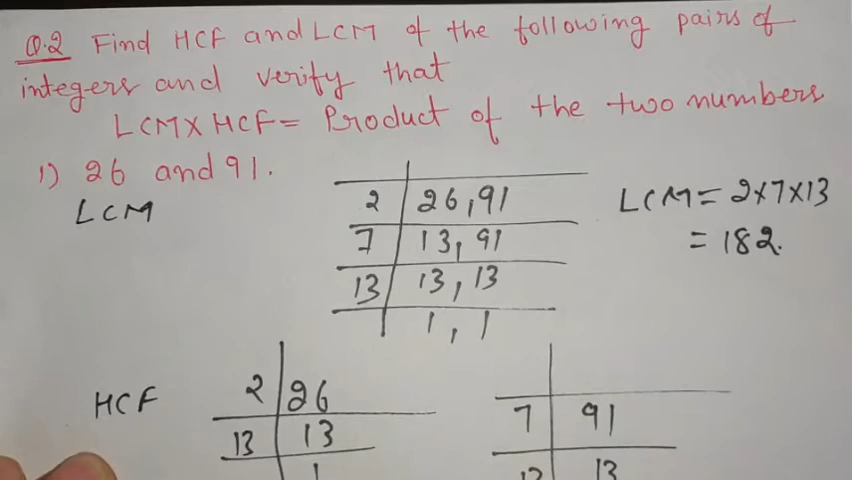 Q.2 Find HCF and LCM of the following pairs of
integers and verify that
LCM X HCF = Product of the two numbers
1) 26 and 91.
LCM
2 | 26, 91
7 | 13, 91
13 | 13, 13
1, 1
LCM = 2X7X13
= 182.
HCF
2 | 26
13 | 13
1
7 | 91
13 | 13